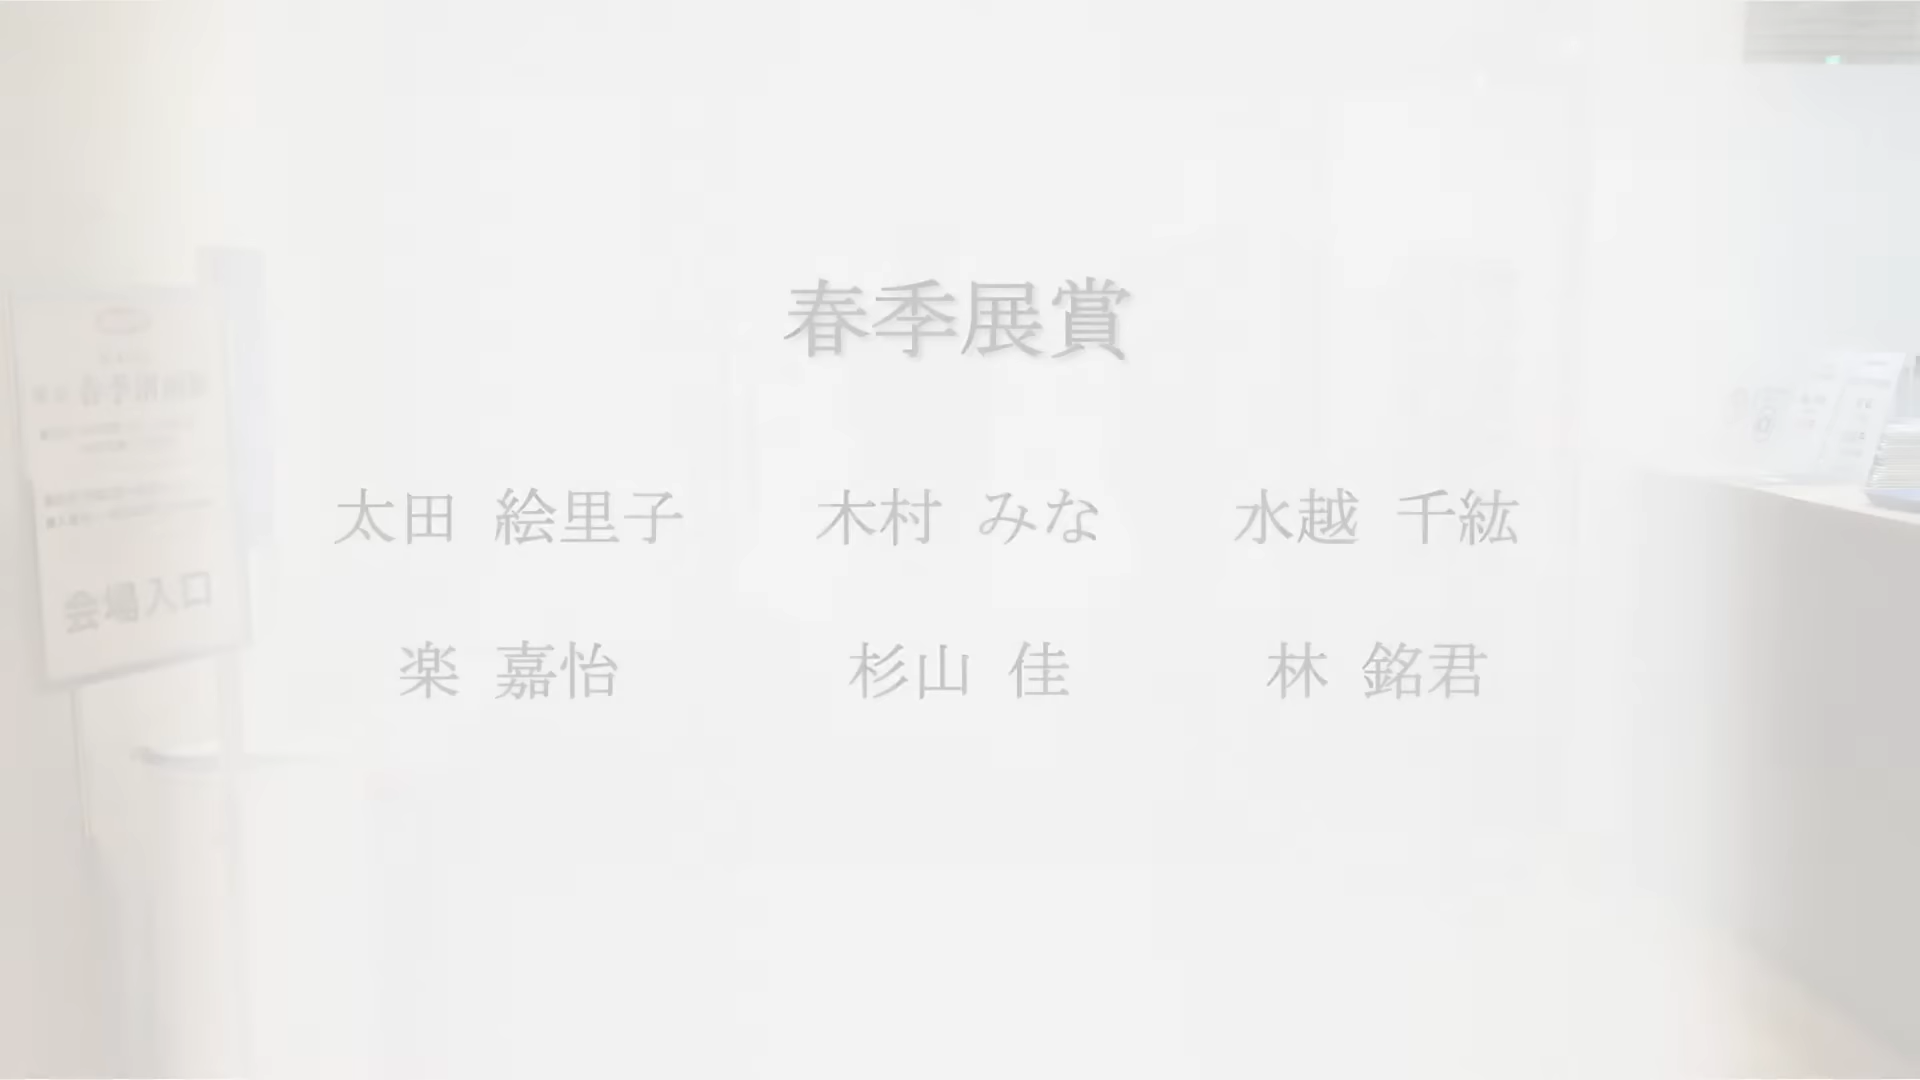 春季展賞
太田 絵里子 木村 みな 水越 千紘
楽 嘉怡 杉山 佳 林 銘君
会場入口